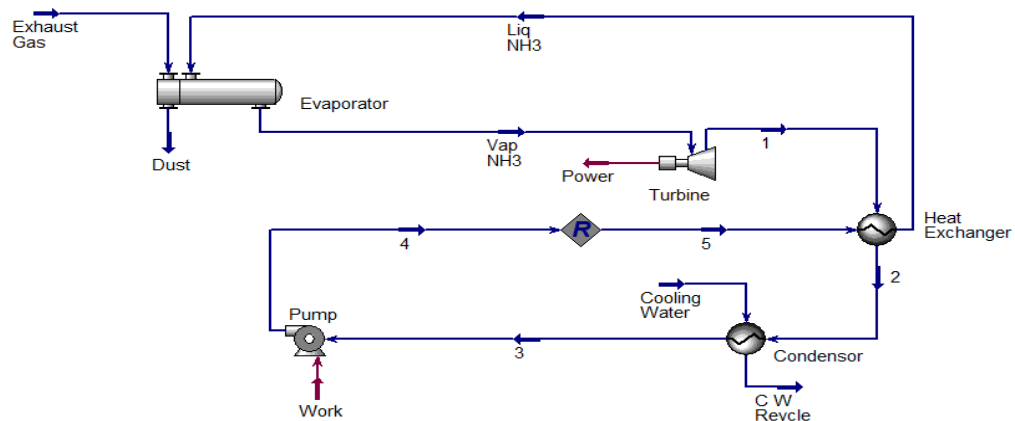 Exhaust
Gas
Liq
NH3
Evaporator
Dust
Vap
NH3
1
Power
Turbine
Heat
Exchanger
4
R
5
2
Cooling
Water
Pump
3
Condensor
Work
C W
Revcle